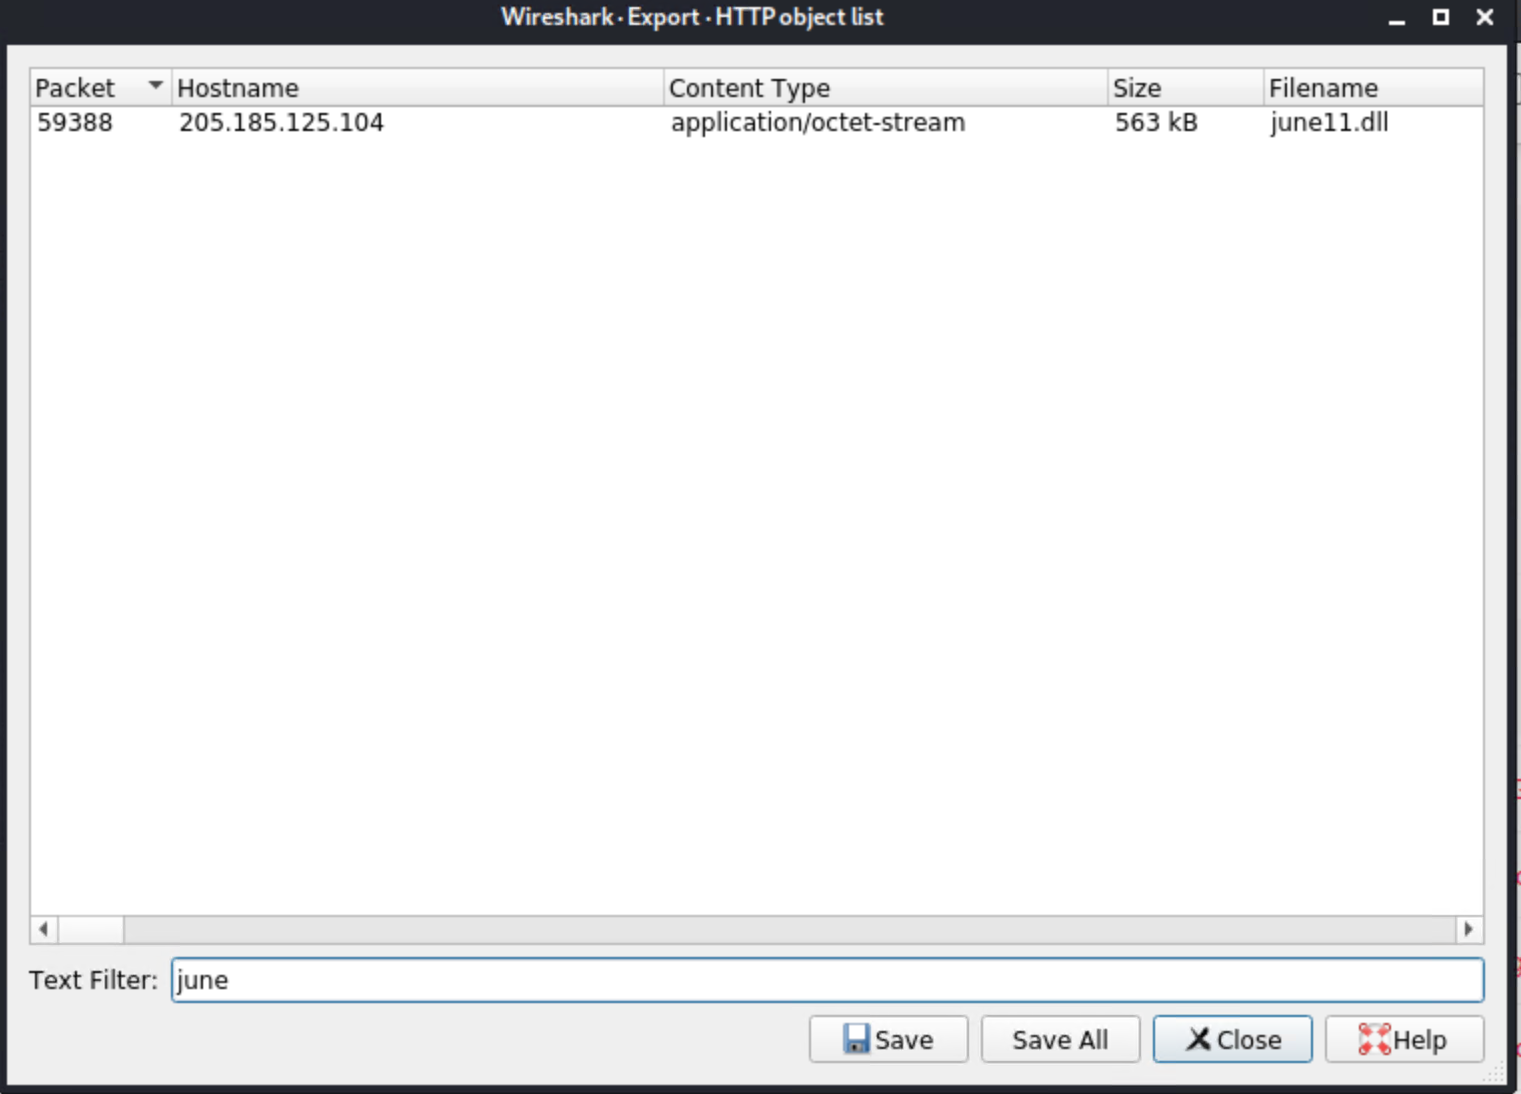 Wireshark · Export · HTTP object list
Packet Hostname Content Type Size Filename
59388 205.185.125.104 application/octet-stream 563 kB june11.dll
Text Filter: june
Save Save All Close Help